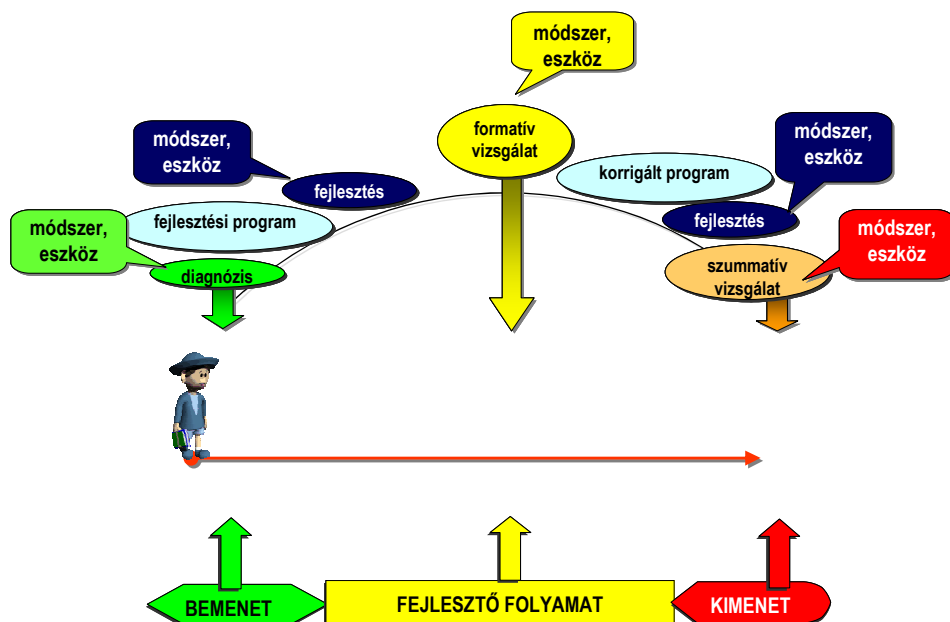 módszer,
eszköz
formatív
vizsgálat
módszer,
eszköz
fejlesztés
korrigált program
módszer,
eszköz
fejlesztési program
fejlesztés
módszer,
eszköz
diagnózis
szummatív
vizsgálat
módszer,
eszköz
BEMENET
FEJLESZTŐ FOLYAMAT
KIMENET